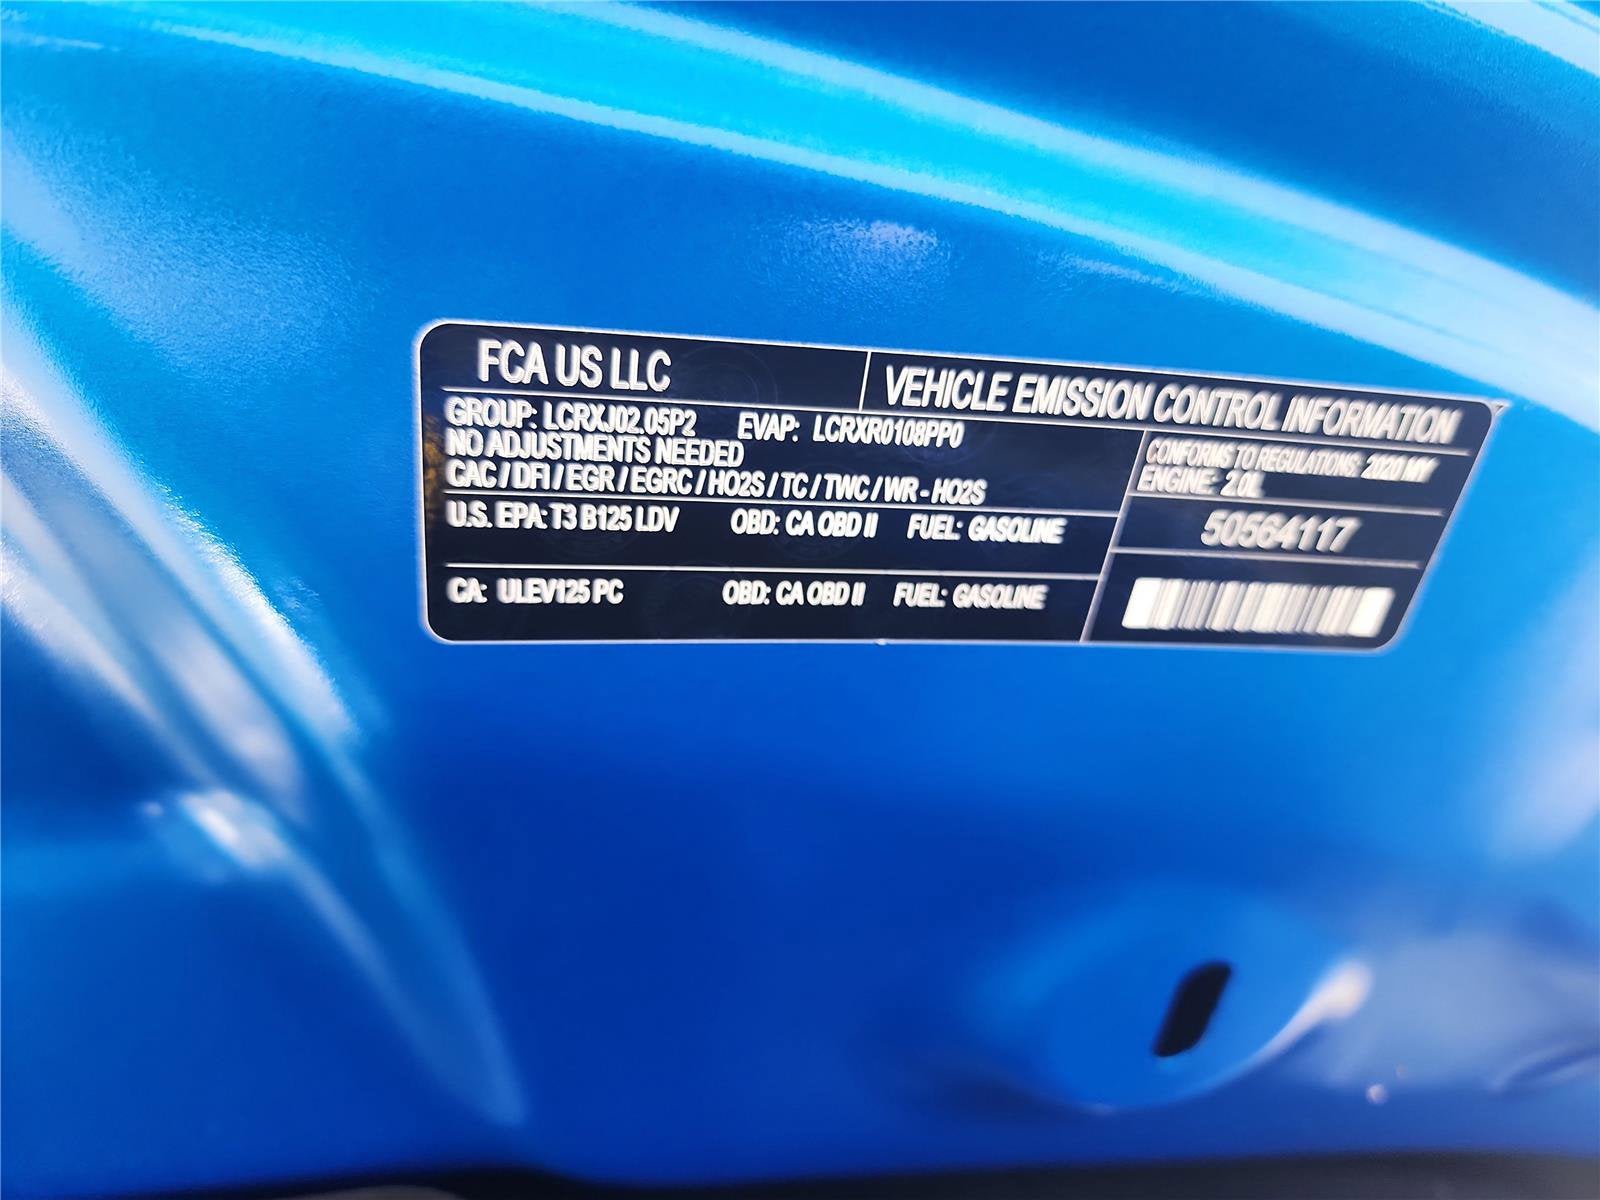 FCA US LLC
VEHICLE EMISSION CONTROL INFORMATION
GROUP: LCRXJ02.05P2 EVAP: LCRXR0108PP0
NO ADJUSTMENTS NEEDED
CAC / DFI / EGR / EGRC / HO2S / TC / TWC / WR - HO2S
CONFORMS TO REGULATIONS: 2020 MY
ENGINE: 2.0L
U.S. EPA: T3 B125 LDV OBD: CA OBD II FUEL: GASOLINE
50564117
CA: ULEV125 PC OBD: CA OBD II FUEL: GASOLINE